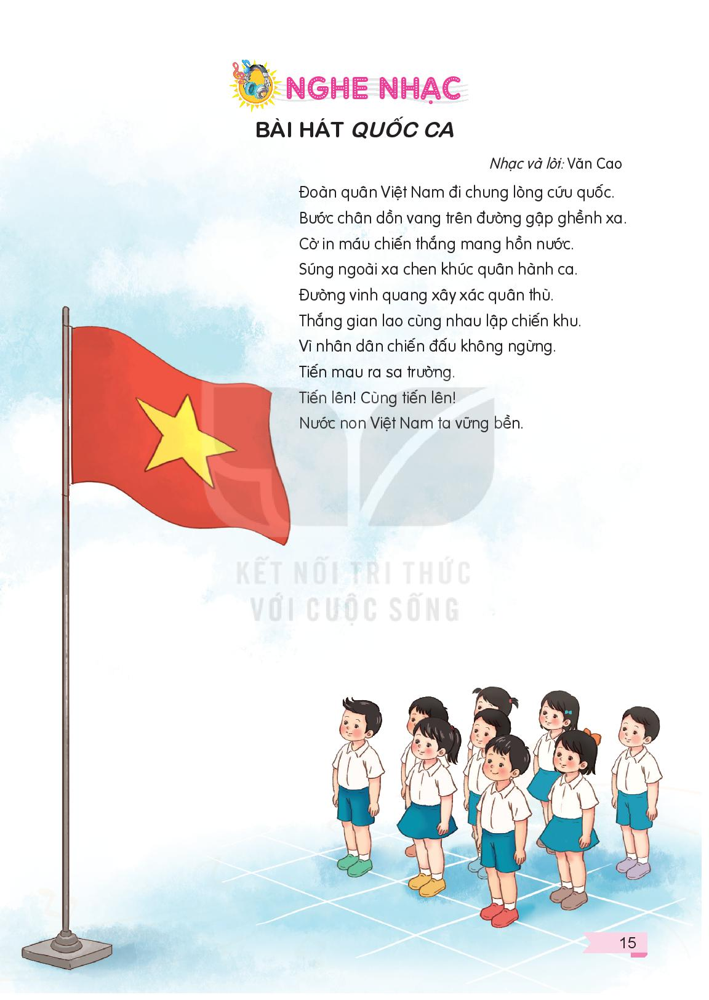 NGHE NHẠC
BÀI HÁT QUỐC CA
Nhạc và lời: Văn Cao
Đoàn quân Việt Nam đi chung lòng cứu quốc.
Bước chân dồn vang trên đường gập ghềnh xa.
Cờ in máu chiến thắng mang hồn nước.
Súng ngoài xa chen khúc quân hành ca.
Đường vinh quang xây xác quân thù.
Thắng gian lao cùng nhau lập chiến khu.
Vì nhân dân chiến đấu không ngừng.
Tiến mau ra sa trường.
Tiến lên! Cùng tiến lên!
Nước non Việt Nam ta vững bền.
KẾT NỐI TRI THỨC
VỚI CUỘC SỐNG
15